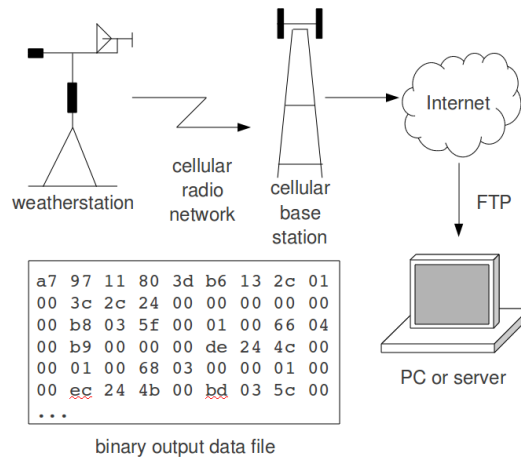 weatherstation
cellular
radio
network
cellular
base
station
Internet
FTP
PC or server
a7 97 11 80 3d b6 13 2c 01
00 3c 2c 24 00 00 00 00 00
00 b8 03 5f 00 01 00 66 04
00 b9 00 00 00 de 24 4c 00
00 01 00 68 03 00 00 01 00
00 ec 24 4b 00 bd 03 5c 00
...
binary output data file